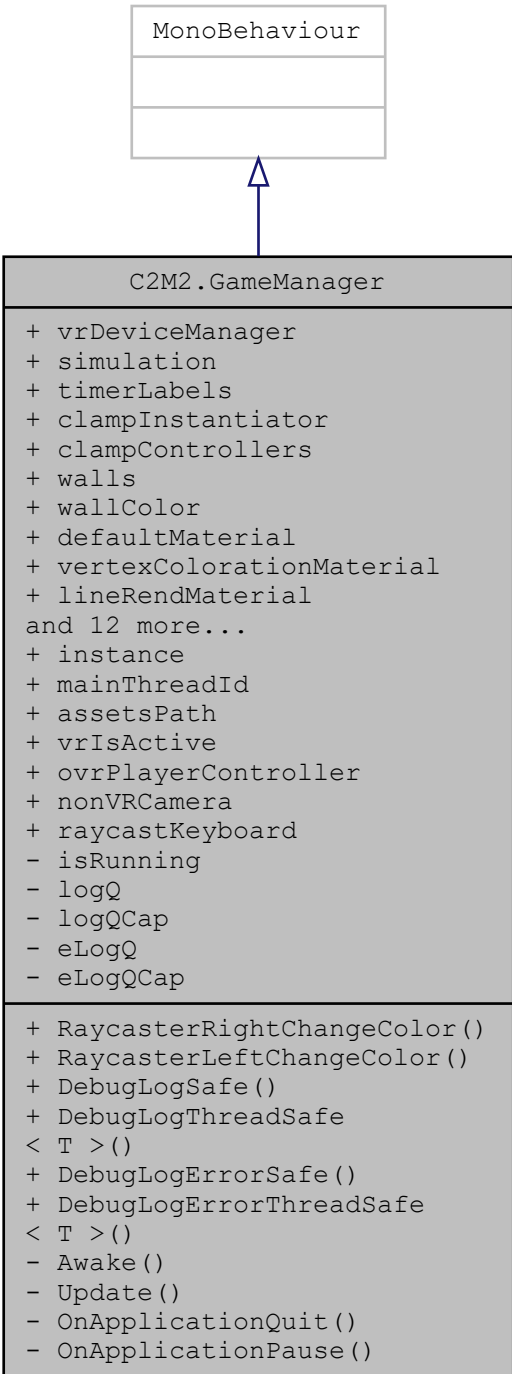 MonoBehaviour
C2M2.GameManager
+ vrDeviceManager
+ simulation
+ timerLabels
+ clampInstantiator
+ clampControllers
+ walls
+ wallColor
+ defaultMaterial
+ vertexColorationMaterial
+ lineRendMaterial
and 12 more...
+ instance
+ mainThreadId
+ assetsPath
+ vrIsActive
+ ovrPlayerController
+ nonVRCamera
+ raycastKeyboard
- isRunning
- logQ
- logQCap
- eLogQ
- eLogQCap
+ RaycasterRightChangeColor()
+ RaycasterLeftChangeColor()
+ DebugLogSafe()
+ DebugLogThreadSafe
< T >()
+ DebugLogErrorSafe()
+ DebugLogErrorThreadSafe
< T >()
- Awake()
- Update()
- OnApplicationQuit()
- OnApplicationPause()